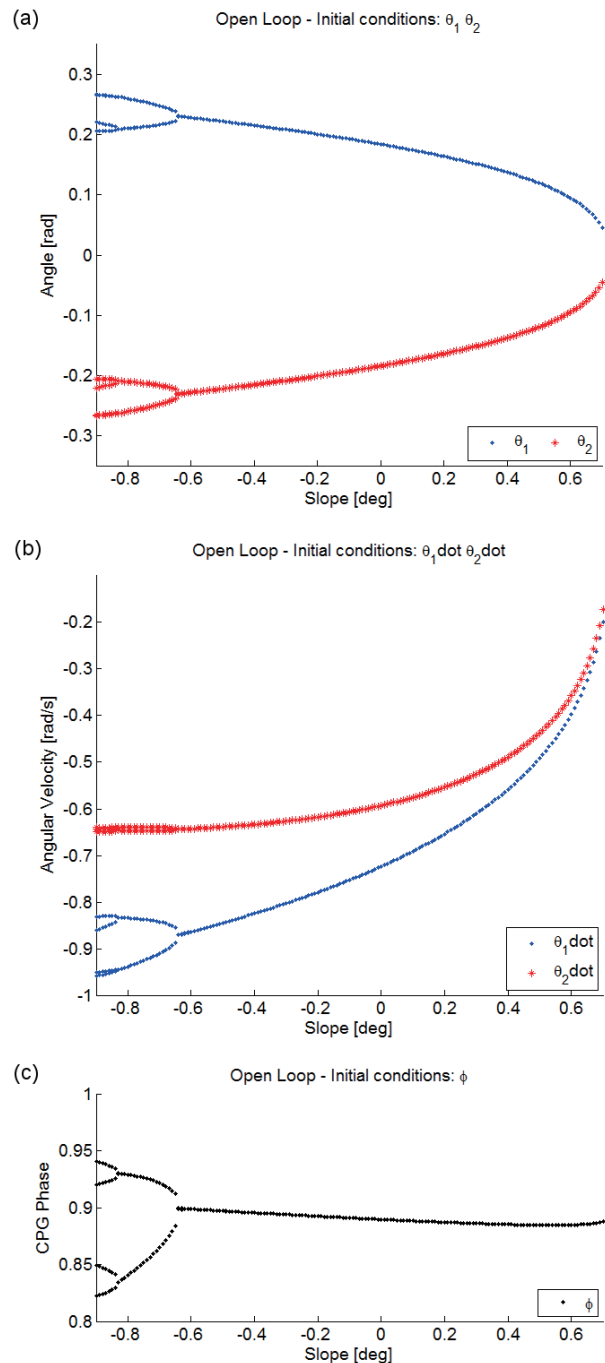 (a)
Open Loop - Initial conditions: θ₁ θ₂
0.3
0.2
0.1
0
-0.1
-0.2
-0.3
Angle [rad]
-0.8 -0.6 -0.4 -0.2 0 0.2 0.4 0.6
Slope [deg]
θ₁ θ₂
(b)
Open Loop - Initial conditions: θ₁dot θ₂dot
-0.2
-0.3
-0.4
-0.5
-0.6
-0.7
-0.8
-0.9
-1
Angular Velocity [rad/s]
-0.8 -0.6 -0.4 -0.2 0 0.2 0.4 0.6
Slope [deg]
θ₁dot
θ₂dot
(c)
Open Loop - Initial conditions: ϕ
1
0.95
0.9
0.85
0.8
CPG Phase
-0.8 -0.6 -0.4 -0.2 0 0.2 0.4 0.6
Slope [deg]
ϕ